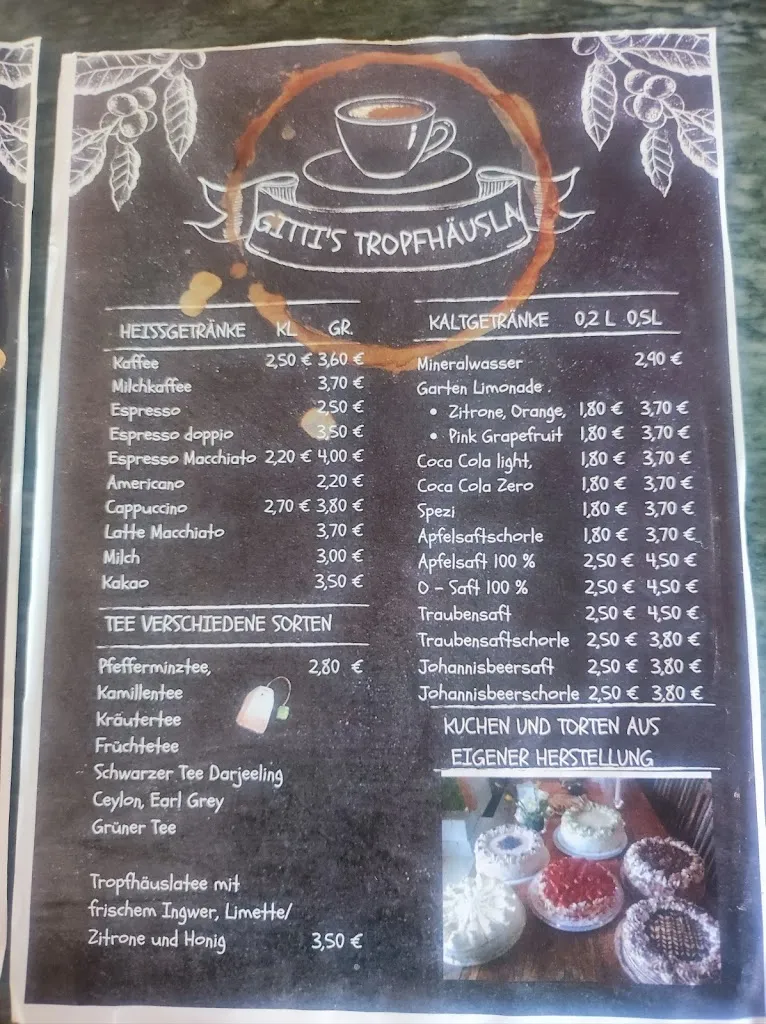 GITTI'S TROPFHÄUSLA
HEISSGETRÄNKE KL. GR.
Kaffee 2,50 € 3,60 €
Milchkaffee 3,70 €
Espresso 2,50 €
Espresso doppio 3,50 €
Espresso Macchiato 2,20 € 4,00 €
Americano 2,20 €
Cappuccino 2,70 € 3,80 €
Latte Macchiato 3,70 €
Milch 3,00 €
Kakao 3,50 €
TEE VERSCHIEDENE SORTEN
Pfefferminztee, 2,80 €
Kamillentee
Kräutertee
Früchtetee
Schwarzer Tee Darjeeling
Ceylon, Earl Grey
Grüner Tee
Tropfhäuslatee mit
frischem Ingwer, Limette/
Zitrone und Honig 3,50 €
KALTGETRÄNKE 0,2 L 0,5L
Mineralwasser 2,90 €
Garten Limonade .
• Zitrone, Orange, 1,80 € 3,70 €
• Pink Grapefruit 1,80 € 3,70 €
Coca Cola light, 1,80 € 3,70 €
Coca Cola Zero 1,80 € 3,70 €
Spezi 1,80 € 3,70 €
Apfelsaftschorle 1,80 € 3,70 €
Apfelsaft 100 % 2,50 € 4,50 €
O - Saft 100 % 2,50 € 4,50 €
Traubensaft 2,50 € 4,50 €
Traubensaftschorle 2,50 € 3,80 €
Johannisbeersaft 2,50 € 3,80 €
Johannisbeerschorle 2,50 € 3,80 €
KUCHEN UND TORTEN AUS
EIGENER HERSTELLUNG